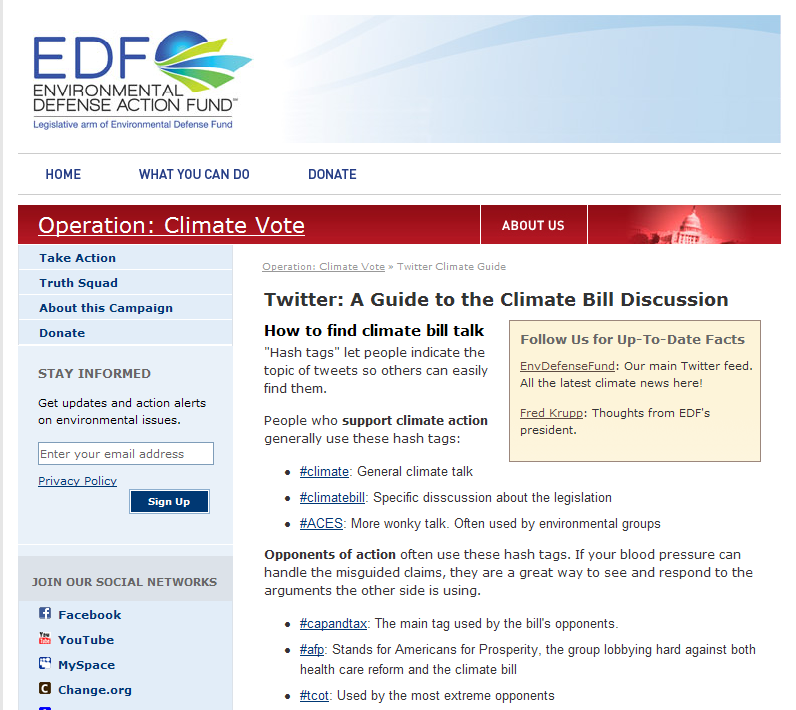 EDF
ENVIRONMENTAL
DEFENSE ACTION FUND™
Legislative arm of Environmental Defense Fund
HOME
WHAT YOU CAN DO
DONATE
Operation: Climate Vote
ABOUT US
Take Action
Truth Squad
About this Campaign
Donate
STAY INFORMED
Get updates and action alerts
on environmental issues.
Enter your email address
Privacy Policy
Sign Up
JOIN OUR SOCIAL NETWORKS
Facebook
YouTube
MySpace
Change.org
Operation: Climate Vote » Twitter Climate Guide
Twitter: A Guide to the Climate Bill Discussion
How to find climate bill talk
"Hash tags" let people indicate the
topic of tweets so others can easily
find them.
People who support climate action
generally use these hash tags:
Follow Us for Up-To-Date Facts
EnvDefenseFund: Our main Twitter feed.
All the latest climate news here!
Fred Krupp: Thoughts from EDF's
president.
• #climate: General climate talk
• #climatebill: Specific disscussion about the legislation
• #ACES: More wonky talk. Often used by environmental groups
Opponents of action often use these hash tags. If your blood pressure can
handle the misguided claims, they are a great way to see and respond to the
arguments the other side is using.
• #capandtax: The main tag used by the bill's opponents.
• #afp: Stands for Americans for Prosperity, the group lobbying hard against both
health care reform and the climate bill
• #tcot: Used by the most extreme opponents